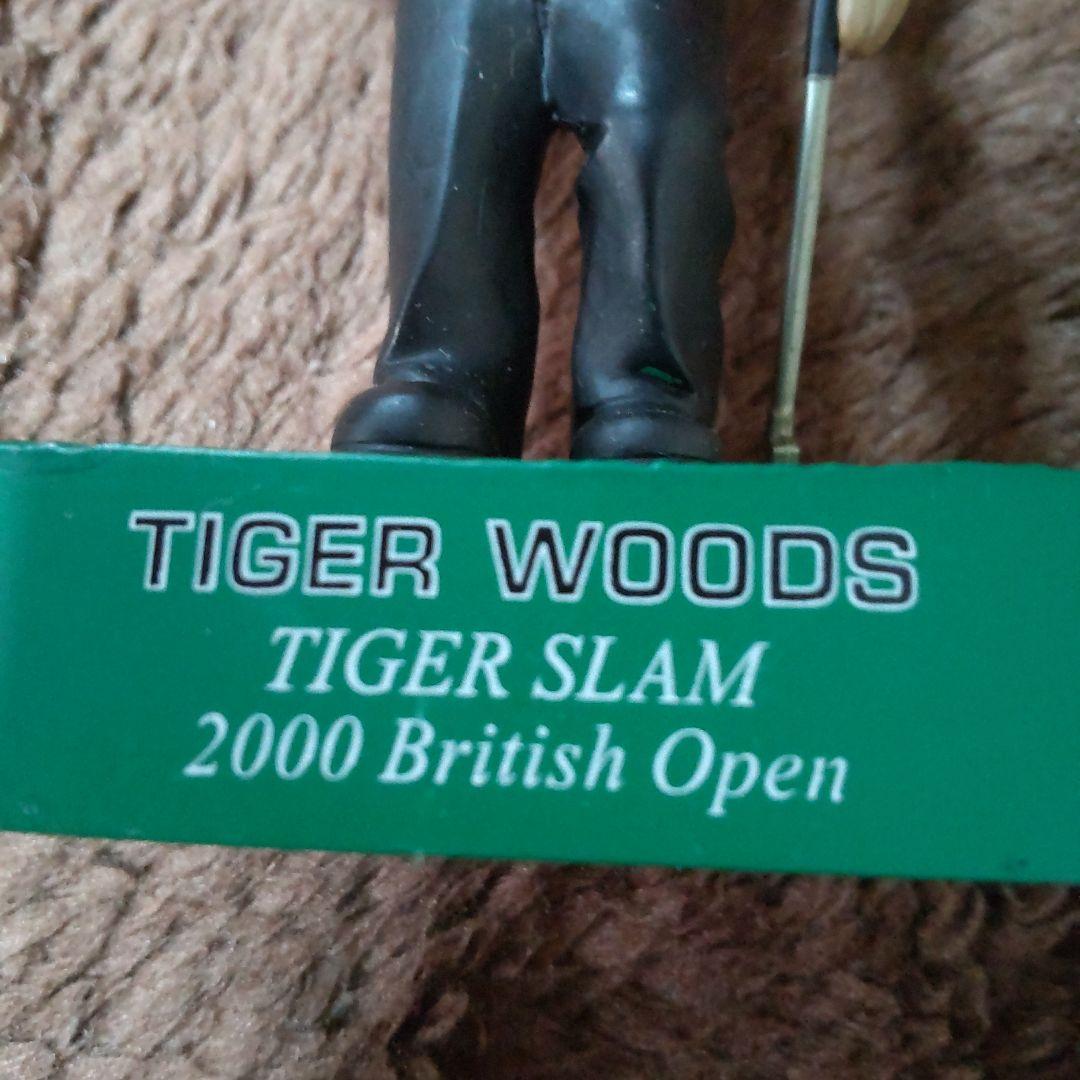 TIGER WOODS
TIGER SLAM
2000 British Open